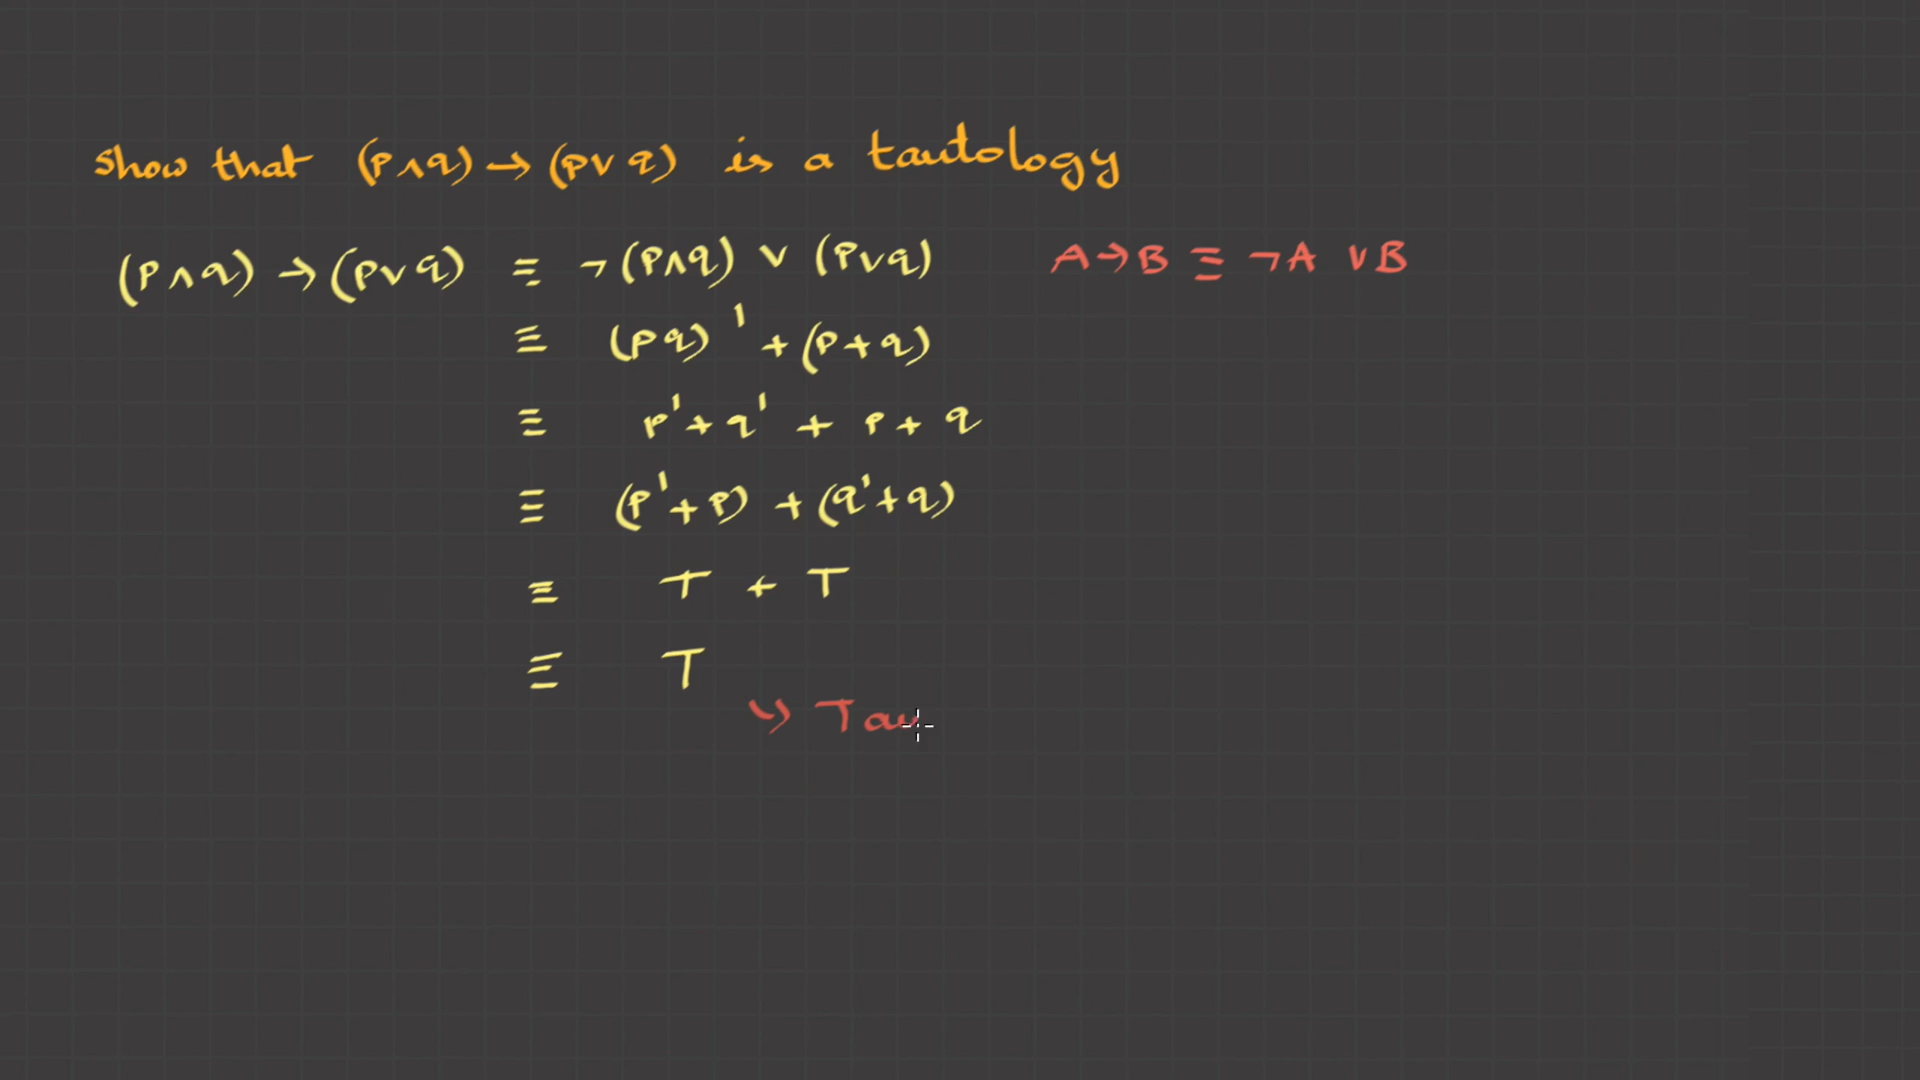 show that (p∧q)→(p∨q) is a tautology
(p∧q)→(p∨q) ≡ ¬(p∧q) ∨ (p∨q) A→B ≡ ¬A ∨B
≡ (pq)' + (p+q)
≡ p'+q' + p+q
≡ (p'+p) + (q'+q)
≡ T + T
≡ T
↳ Tau